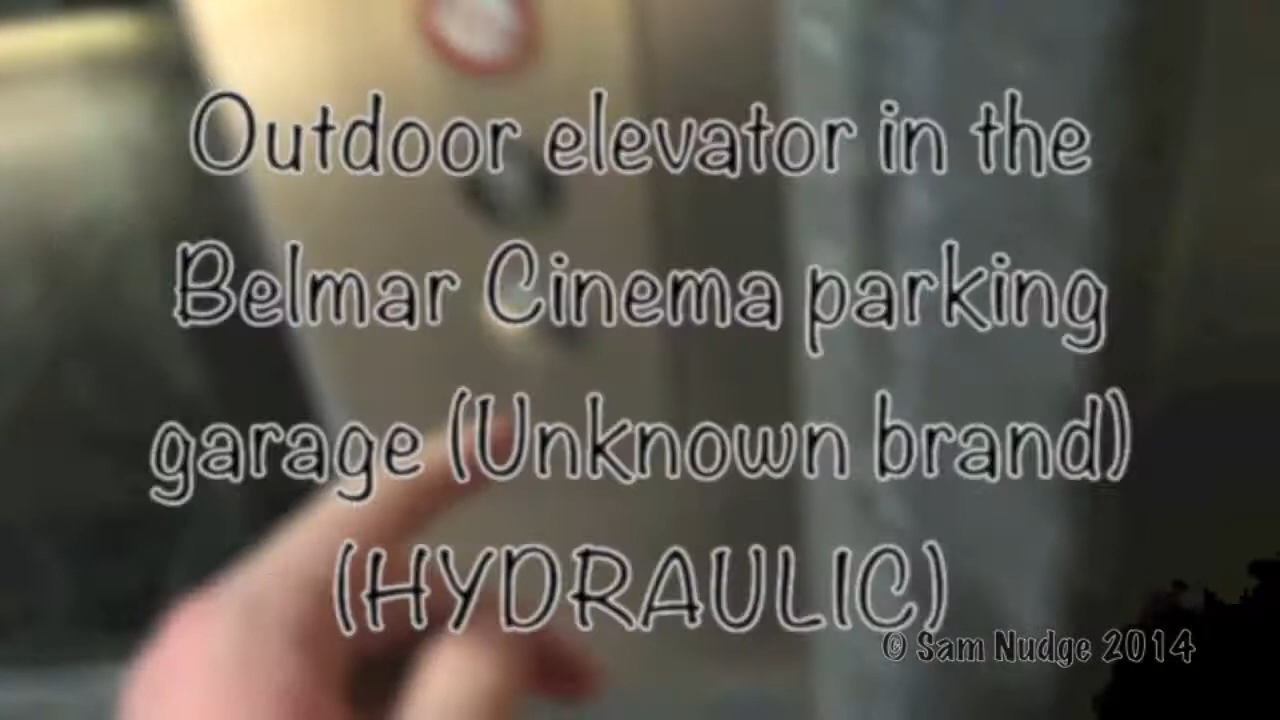 Outdoor elevator in the
Belmar Cinema parking
garage (Unknown brand)
(HYDRAULIC)
© Sam Nudge 2014